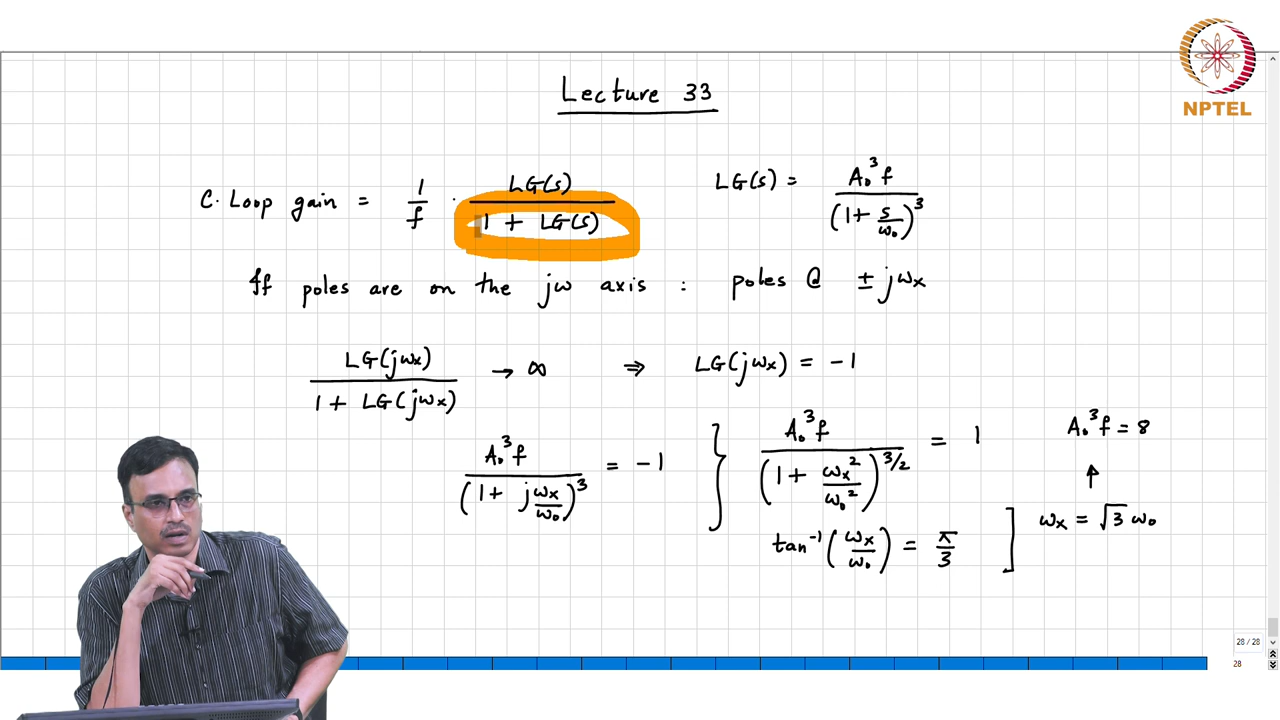 NPTEL
Lecture 33
C. Loop gain = 1/f · LG(s)/(1 + LG(s))    LG(s) = A₀³f/(1 + s/ω₀)³
If poles are on the jω axis : poles @ ± jωx
LG(jωx)/(1 + LG(jωx)) → ∞ ⇒ LG(jωx) = -1
A₀³f/(1 + jωx/ω₀)³ = -1 } A₀³f/(1 + ωx²/ω₀²)^3/2 = 1    A₀³f = 8
↑
tan⁻¹(ωx/ω₀) = π/3 ] ωx = √3 ω₀
28 / 28
28